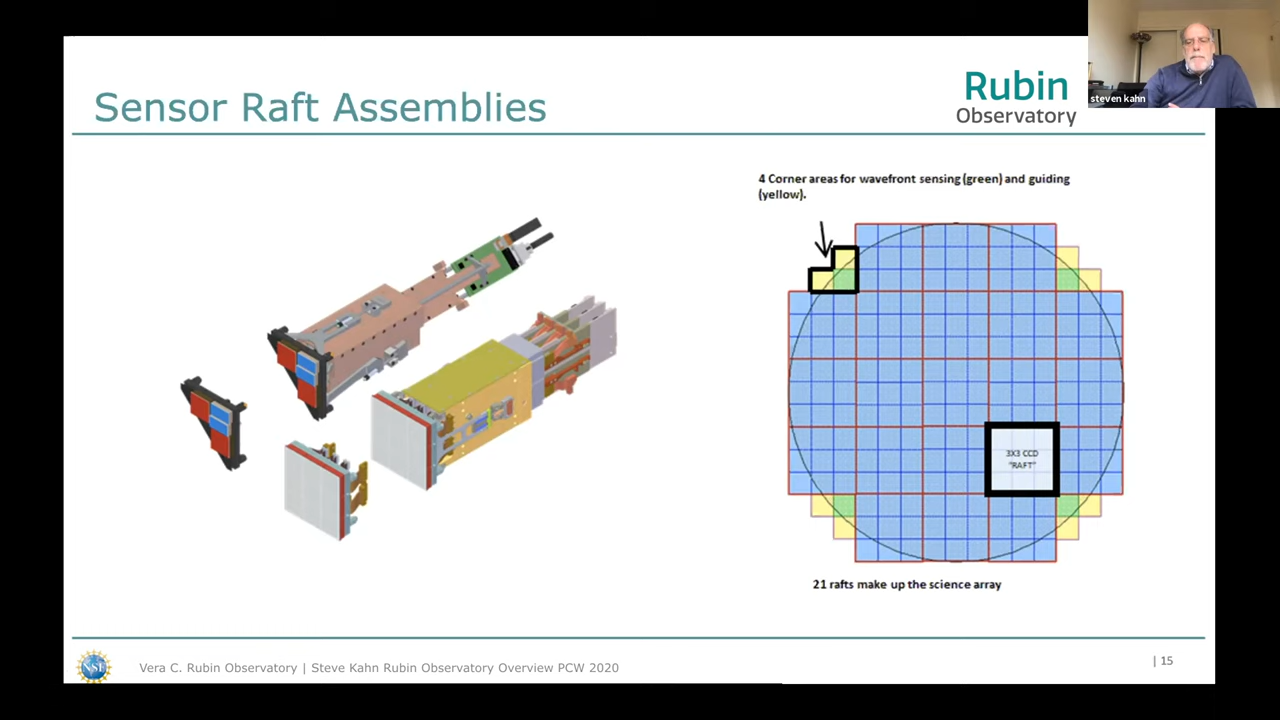 Sensor Raft Assemblies
Rubin
Observatory
steven kahn
4 Corner areas for wavefront sensing (green) and guiding
(yellow).
3X3 CCD
"RAFT"
21 rafts make up the science array
NSF
Vera C. Rubin Observatory | Steve Kahn Rubin Observatory Overview PCW 2020
| 15